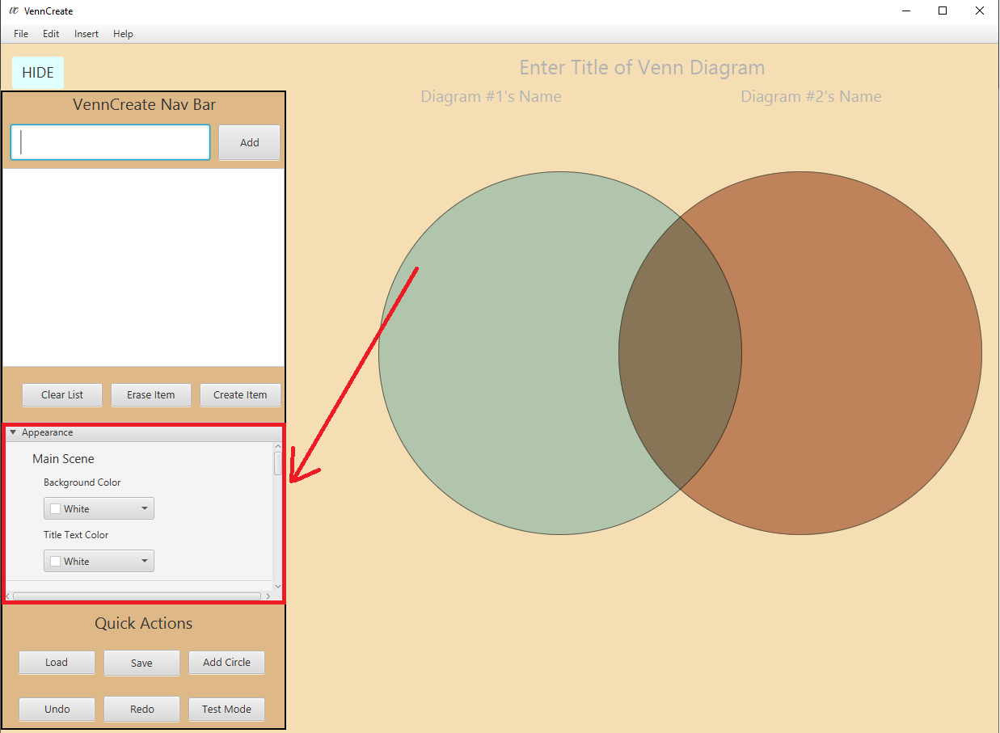 VC VennCreate
File Edit Insert Help
HIDE
Enter Title of Venn Diagram
Diagram #1's Name Diagram #2's Name
VennCreate Nav Bar
Add
Clear List Erase Item Create Item
Appearance
Main Scene
Background Color
White
Title Text Color
White
Quick Actions
Load Save Add Circle
Undo Redo Test Mode